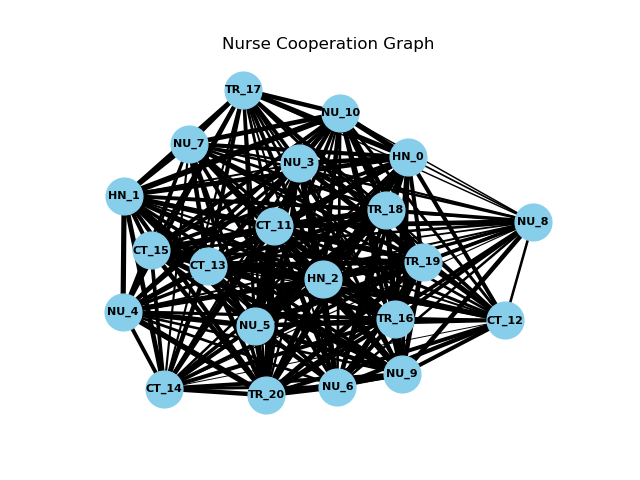 Nurse Cooperation Graph
TR_17
NU_10
NU_7
HN_0
NU_3
HN_1
TR_18
NU_8
CT_11
CT_15
TR_19
CT_13
HN_2
NU_4
TR_16
CT_12
NU_5
NU_9
NU_6
CT_14
TR_20